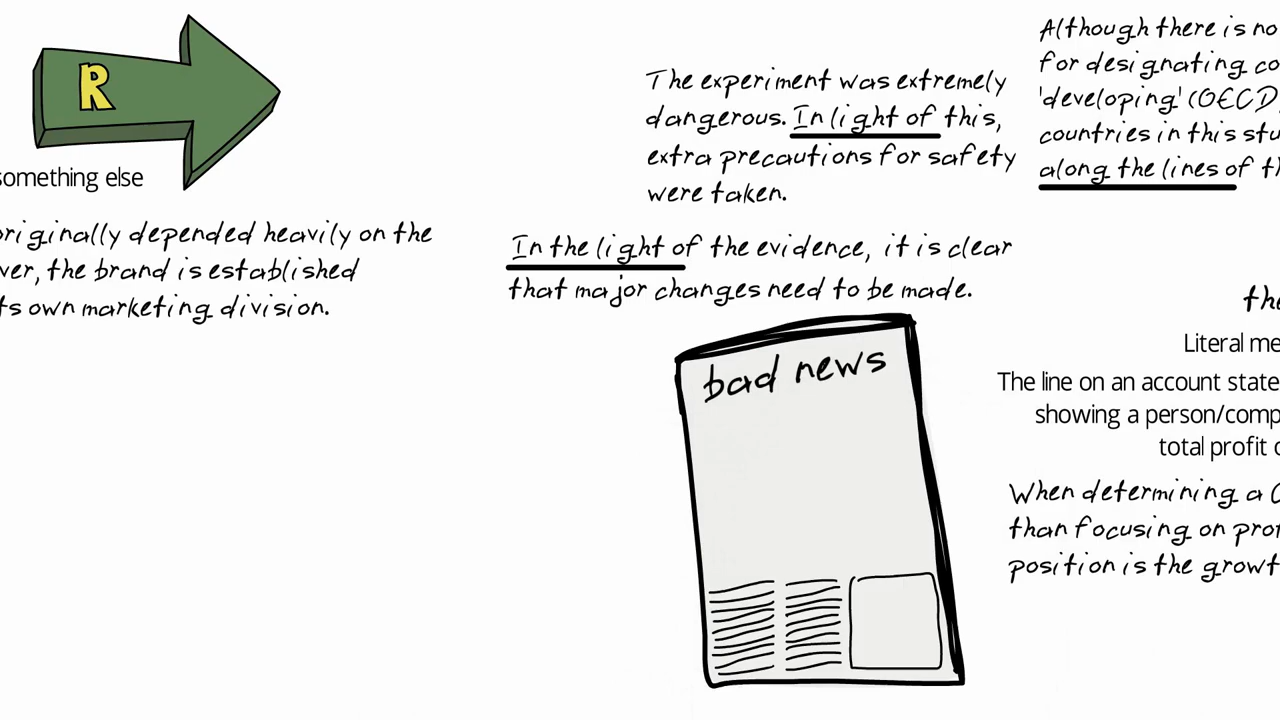 R
something else
originally depended heavily on the
ver, the brand is established
ts own marketing division.
The experiment was extremely
dangerous. In light of this,
extra precautions for safety
were taken.
In the light of the evidence, it is clear
that major changes need to be made.
bad news
Although there is no
for designating co
'developing' (OECD,
countries in this stu
along the lines of th
the
Literal me
The line on an account state
showing a person/comp
total profit o
When determining a C
than focusing on prof
position is the growt